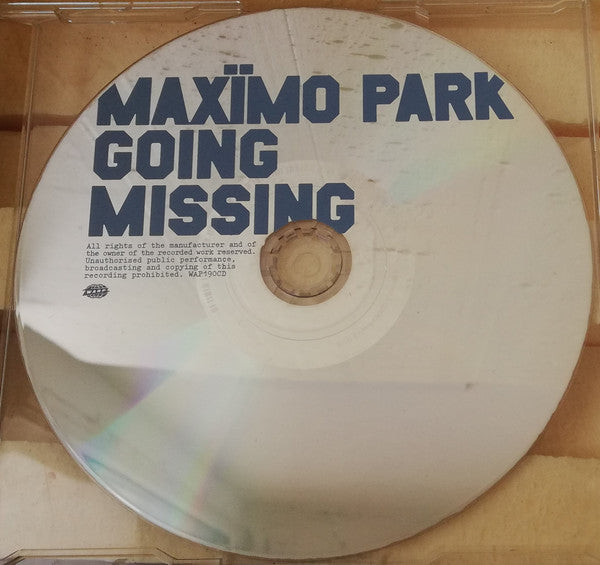 MAXÏMO PARK
GOING
MISSING
All rights of the manufacturer and of
the owner of the recorded work reserved.
Unauthorised public performance,
broadcasting and copying of this
recording prohibited. WAP190CD